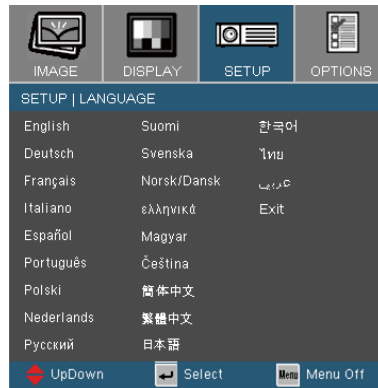 IMAGE DISPLAY SETUP OPTIONS
SETUP | LANGUAGE
English Suomi 한국어
Deutsch Svenska ไทย
Français Norsk/Dansk عربي
Italiano ελληνικά Exit
Español Magyar
Português Čeština
Polski 簡体中文
Nederlands 繁體中文
Русский 日本語
UpDown Select Menu Menu Off